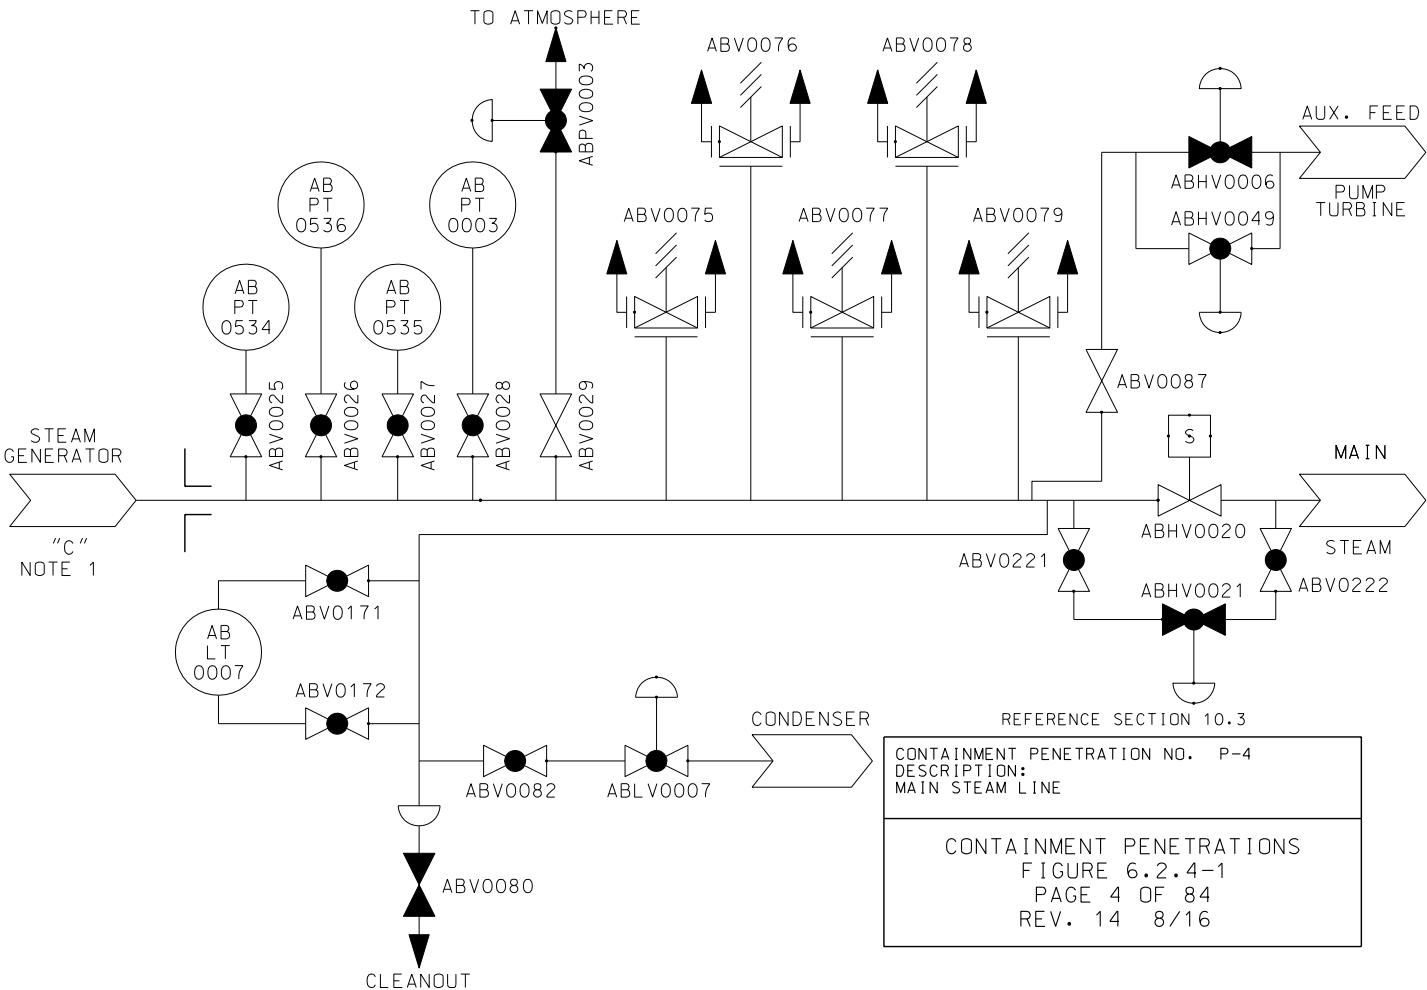 TO ATMOSPHERE
ABPV0003
ABV0076
ABV0078
AUX. FEED
ABHV0006
PUMP
TURBINE
ABHV0049
AB
PT
0536
AB
PT
0003
ABV0075
ABV0077
ABV0079
AB
PT
0534
AB
PT
0535
ABV0087
ABV0025
ABV0026
ABV0027
ABV0028
ABV0029
STEAM
GENERATOR
"C"
NOTE 1
S
MAIN
ABHV0020
STEAM
ABV0221
ABHV0021
ABV0222
ABV0171
AB
LT
0007
ABV0172
ABV0082
ABLV0007
CONDENSER
ABV0080
CLEANOUT
REFERENCE SECTION 10.3
CONTAINMENT PENETRATION NO. P-4
DESCRIPTION:
MAIN STEAM LINE
CONTAINMENT PENETRATIONS
FIGURE 6.2.4-1
PAGE 4 OF 84
REV. 14 8/16